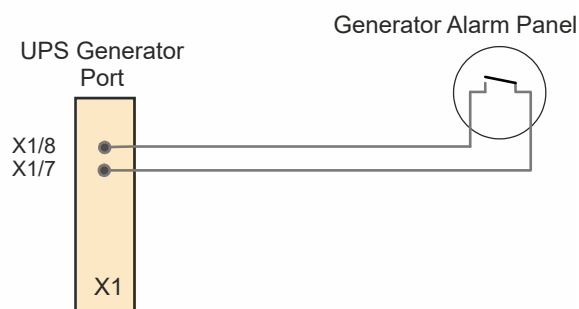 Generator Alarm Panel
UPS Generator
Port
X1/8
X1/7
X1